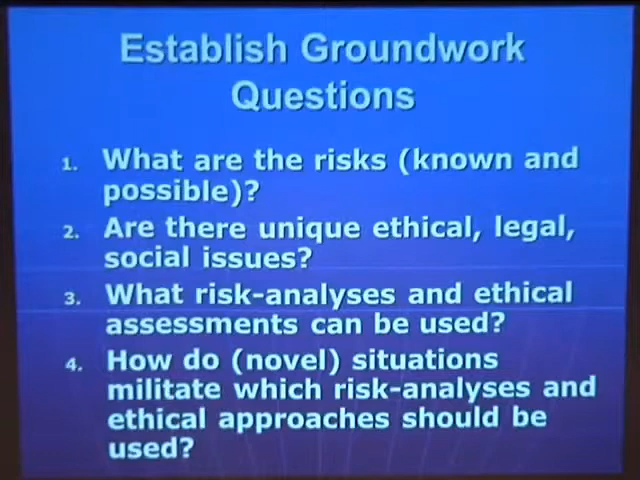 Establish Groundwork
Questions
1. What are the risks (known and
possible)?
2. Are there unique ethical, legal,
social issues?
3. What risk-analyses and ethical
assessments can be used?
4. How do (novel) situations
militate which risk-analyses and
ethical approaches should be
used?